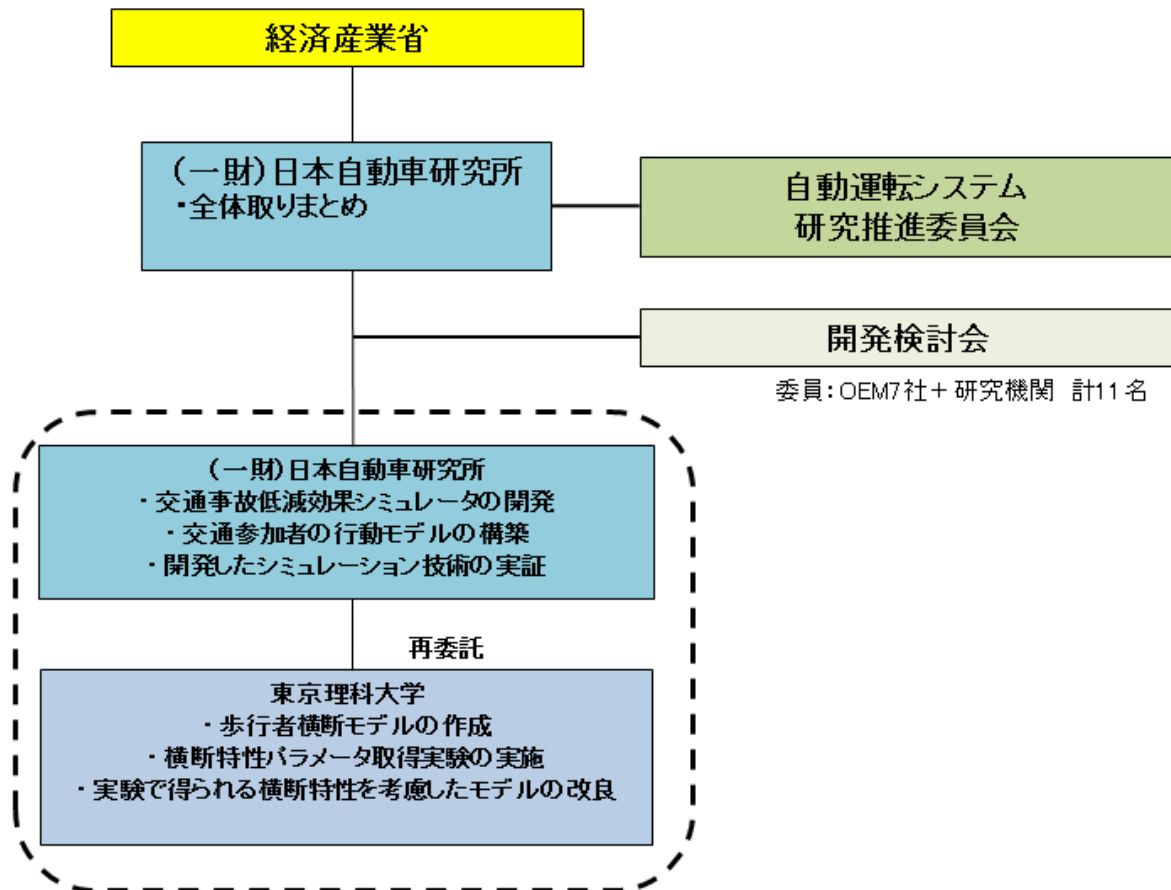 経済産業省
(一財)日本自動車研究所
・全体取りまとめ
自動運転システム
研究推進委員会
開発検討会
委員:OEM7社+研究機関 計11名
(一財)日本自動車研究所
・交通事故低減効果シミュレータの開発
・交通参加者の行動モデルの構築
・開発したシミュレーション技術の実証
再委託
東京理科大学
・歩行者横断モデルの作成
・横断特性パラメータ取得実験の実施
・実験で得られる横断特性を考慮したモデルの改良